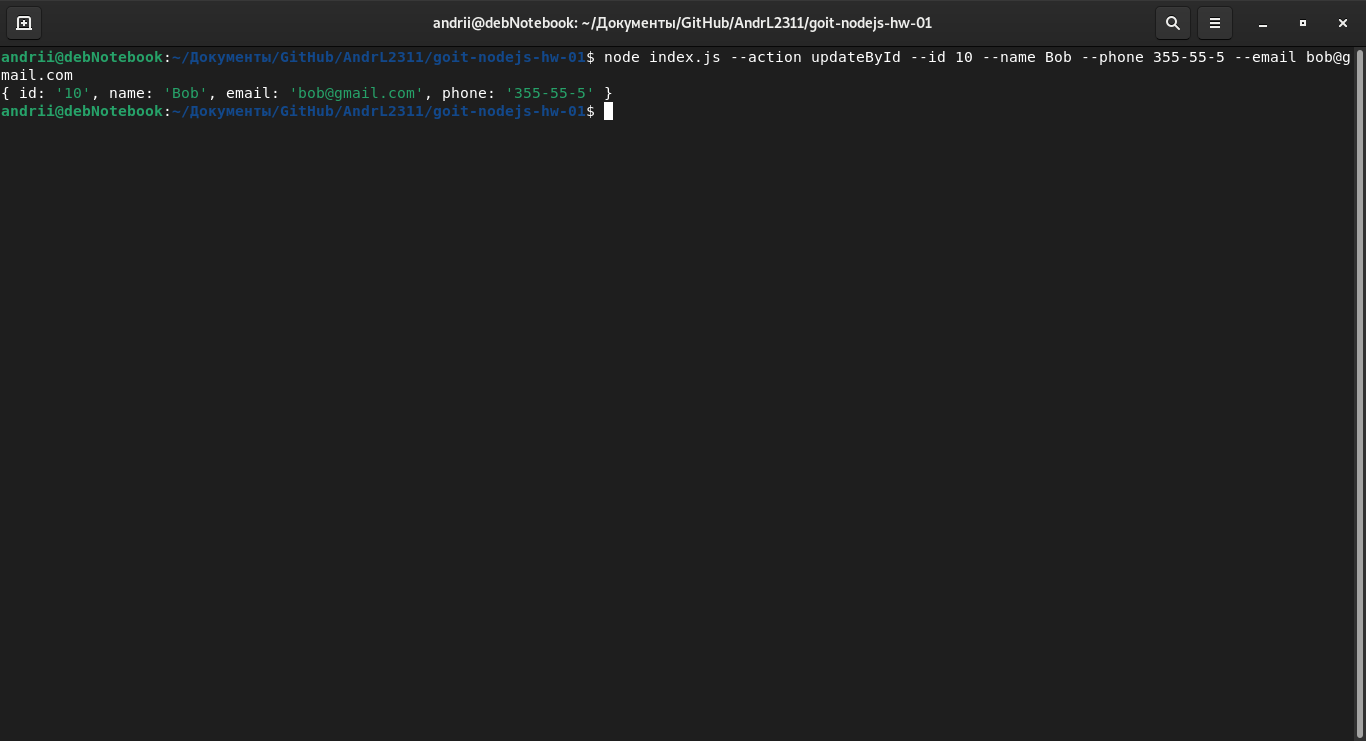 andrii@debNotebook: ~/Документы/GitHub/AndrL2311/goit-nodejs-hw-01
andrii@debNotebook:~/Документы/GitHub/AndrL2311/goit-nodejs-hw-01$ node index.js --action updateById --id 10 --name Bob --phone 355-55-5 --email bob@g
mail.com
{ id: '10', name: 'Bob', email: 'bob@gmail.com', phone: '355-55-5' }
andrii@debNotebook:~/Документы/GitHub/AndrL2311/goit-nodejs-hw-01$